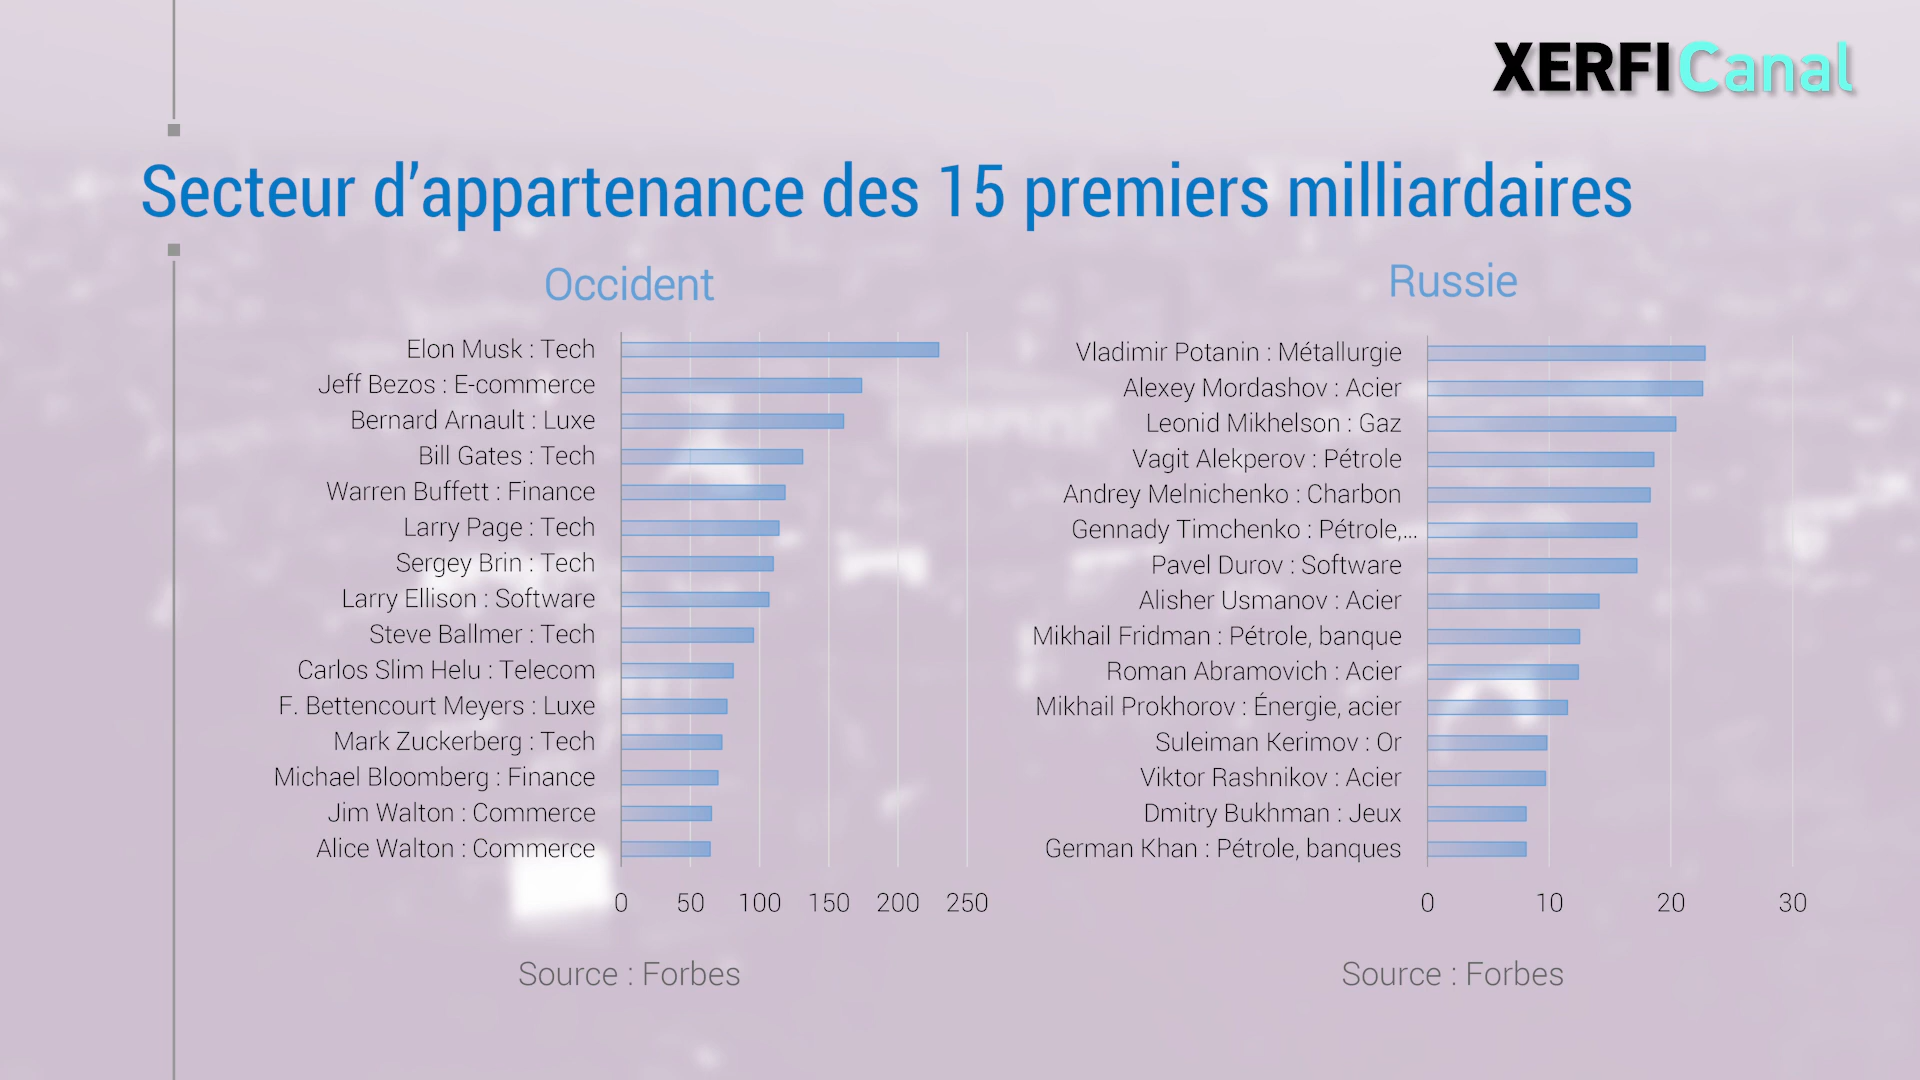 XERFI Canal
Secteur d’appartenance des 15 premiers milliardaires
Occident
Elon Musk : Tech
Jeff Bezos : E-commerce
Bernard Arnault : Luxe
Bill Gates : Tech
Warren Buffett : Finance
Larry Page : Tech
Sergey Brin : Tech
Larry Ellison : Software
Steve Ballmer : Tech
Carlos Slim Helu : Telecom
F. Bettencourt Meyers : Luxe
Mark Zuckerberg : Tech
Michael Bloomberg : Finance
Jim Walton : Commerce
Alice Walton : Commerce
0 50 100 150 200 250
Source : Forbes
Russie
Vladimir Potanin : Métallurgie
Alexey Mordashov : Acier
Leonid Mikhelson : Gaz
Vagit Alekperov : Pétrole
Andrey Melnichenko : Charbon
Gennady Timchenko : Pétrole,...
Pavel Durov : Software
Alisher Usmanov : Acier
Mikhail Fridman : Pétrole, banque
Roman Abramovich : Acier
Mikhail Prokhorov : Énergie, acier
Suleiman Kerimov : Or
Viktor Rashnikov : Acier
Dmitry Bukhman : Jeux
German Khan : Pétrole, banques
0 10 20 30
Source : Forbes